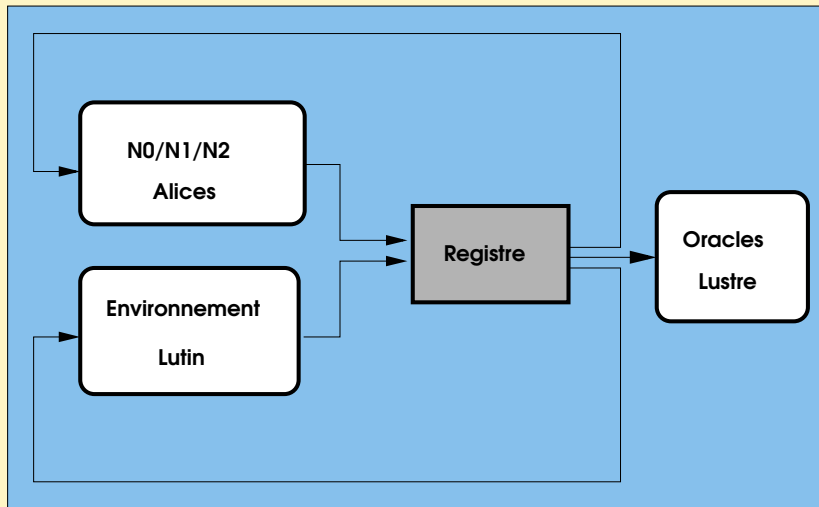 N0/N1/N2
Alices
Registre
Oracles
Lustre
Environnement
Lutin